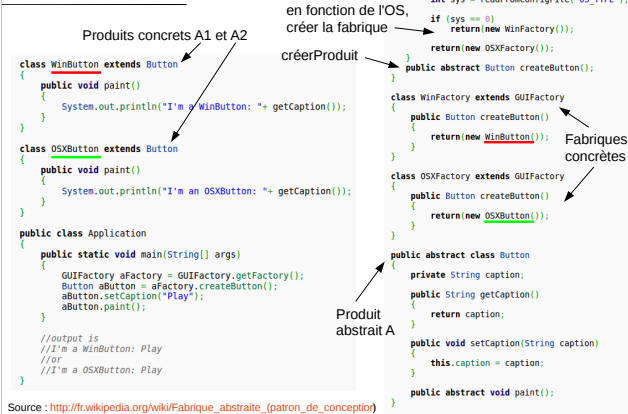 Produits concrets A1 et A2
class WinButton extends Button
{
public void paint()
{
System.out.println("I'm a WinButton: "+ getCaption());
}
}
class OSXButton extends Button
{
public void paint()
{
System.out.println("I'm an OSXButton: "+ getCaption());
}
}
public class Application
{
public static void main(String[] args)
{
GUIFactory aFactory = GUIFactory.getFactory();
Button aButton = aFactory.createButton();
aButton.setCaption("Play");
aButton.paint();
}
//output is
//I'm a WinButton: Play
//or
//I'm a OSXButton: Play
}
Source : http://fr.wikipedia.org/wiki/Fabrique_abstraite_(patron_de_conception)
en fonction de l'OS,
créer la fabrique
créerProduit
int sys = readFromConfigFile("OS_TYPE");
if (sys == 0)
return(new WinFactory());
return(new OSXFactory());
}
public abstract Button createButton();
}
class WinFactory extends GUIFactory
{
public Button createButton()
{
return(new WinButton());
}
}
Fabriques
concrètes
class OSXFactory extends GUIFactory
{
public Button createButton()
{
return(new OSXButton());
}
}
Produit
abstrait A
public abstract class Button
{
private String caption;
public String getCaption()
{
return caption;
}
public void setCaption(String caption)
{
this.caption = caption;
}
public abstract void paint();
}